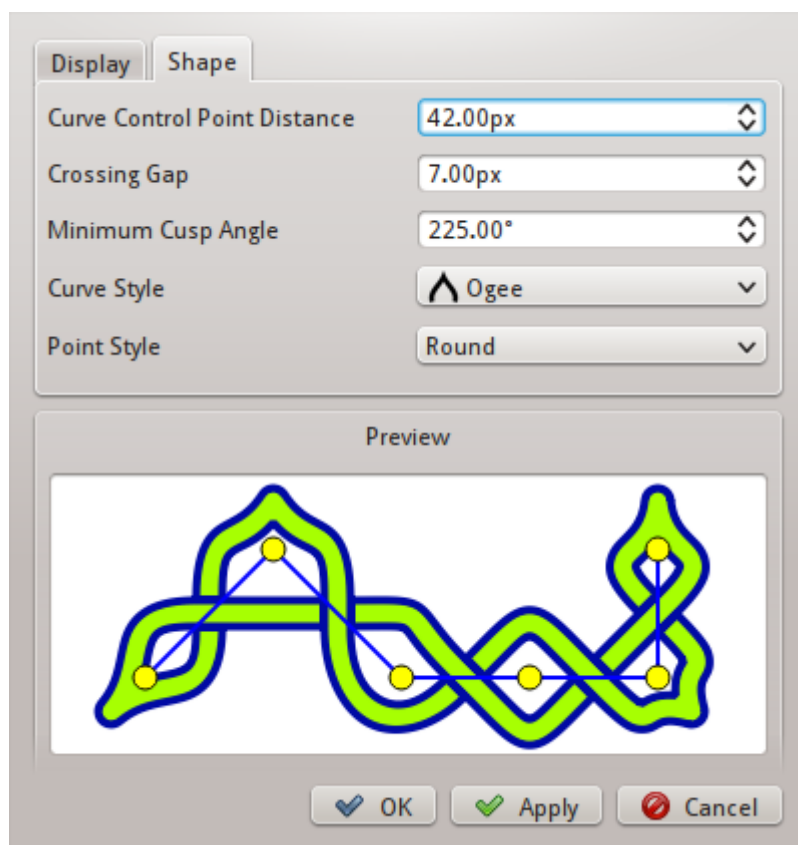 Display Shape
Curve Control Point Distance 42.00px
Crossing Gap 7.00px
Minimum Cusp Angle 225.00°
Curve Style Ogee
Point Style Round
Preview
OK Apply Cancel